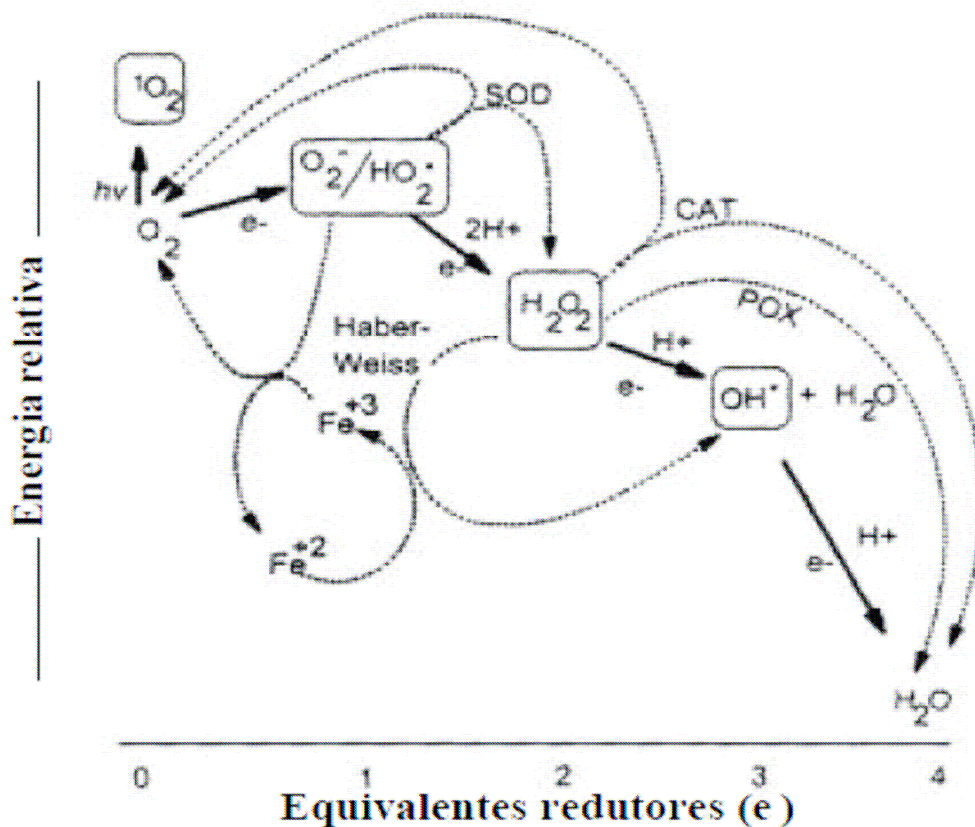 ¹O₂
SOD
O₂⁻/HO₂•
hν
O₂
e-
2H+
e-
CAT
H₂O₂
POX
Haber-
Weiss
H+
e-
OH• + H₂O
Fe+3
H+
e-
Fe+2
H₂O
Energia relativa
0 1 2 3 4
Equivalentes redutores (e )